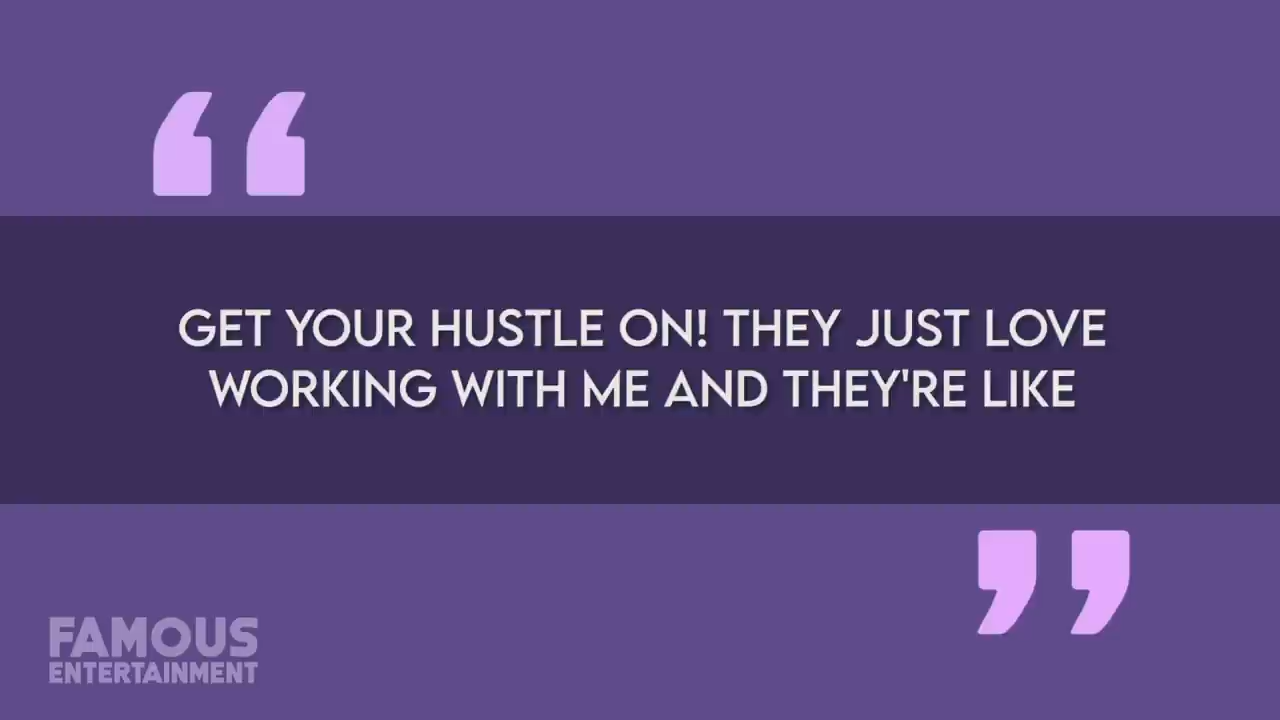 GET YOUR HUSTLE ON! THEY JUST LOVE
WORKING WITH ME AND THEY'RE LIKE
FAMOUS
ENTERTAINMENT